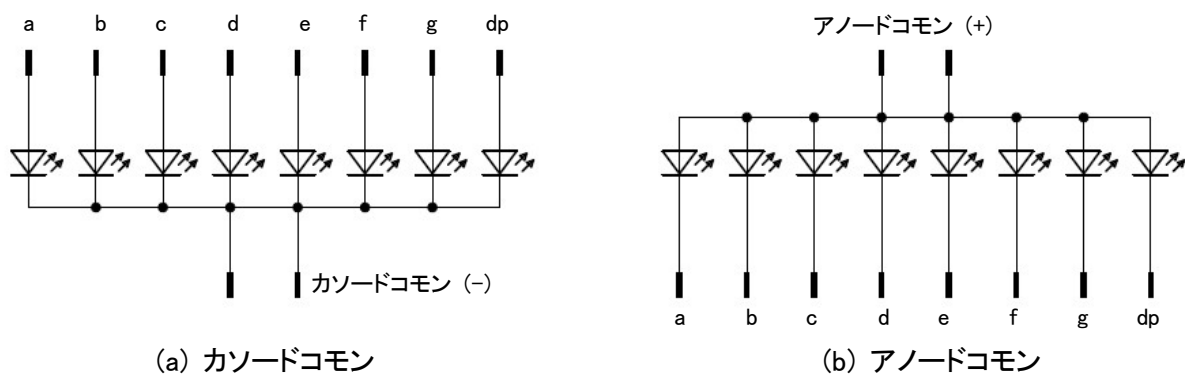 a b c d e f g dp
カソードコモン (-)
(a) カソードコモン
アノードコモン (+)
a b c d e f g dp
(b) アノードコモン